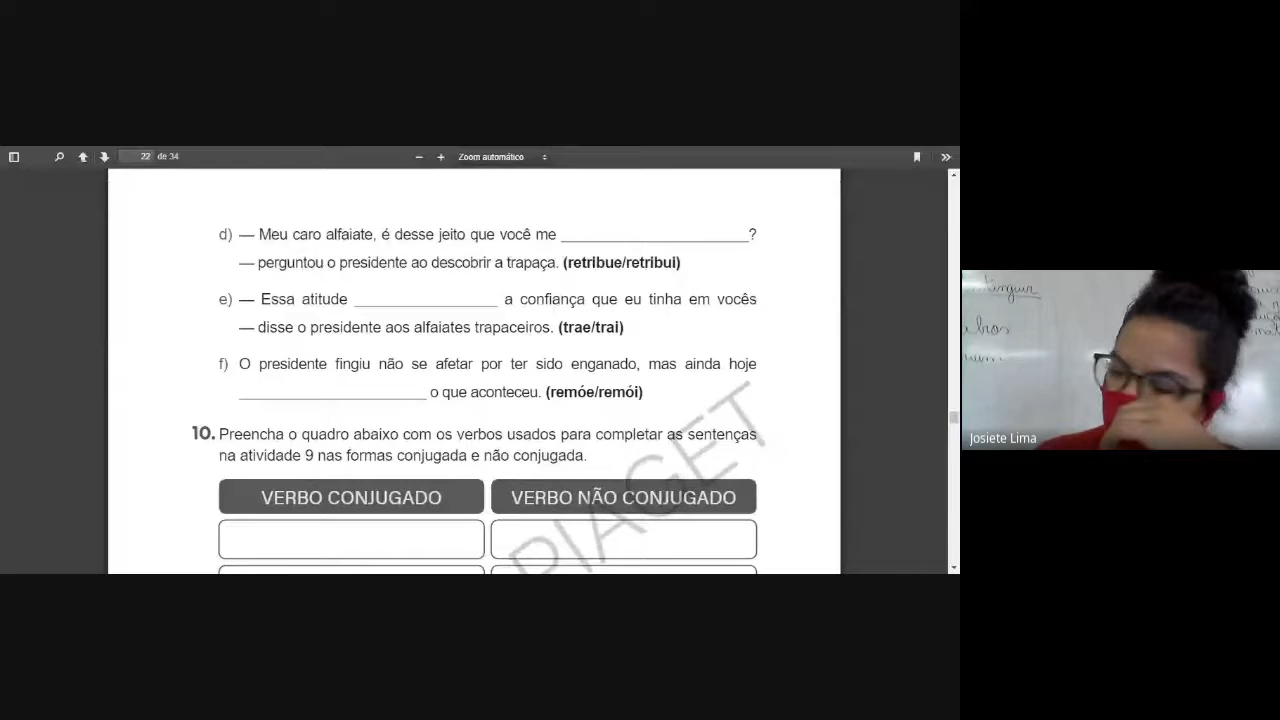 22 de 34
Zoom automático
d) — Meu caro alfaiate, é desse jeito que você me ________________________?
— perguntou o presidente ao descobrir a trapaça. (retribue/retribui)
e) — Essa atitude __________________ a confiança que eu tinha em vocês
— disse o presidente aos alfaiates trapaceiros. (trae/trai)
f) O presidente fingiu não se afetar por ter sido enganado, mas ainda hoje
________________________ o que aconteceu. (remóe/remói)
10. Preencha o quadro abaixo com os verbos usados para completar as sentenças
na atividade 9 nas formas conjugada e não conjugada.
VERBO CONJUGADO VERBO NÃO CONJUGADO
PIAGET
Josiete Lima